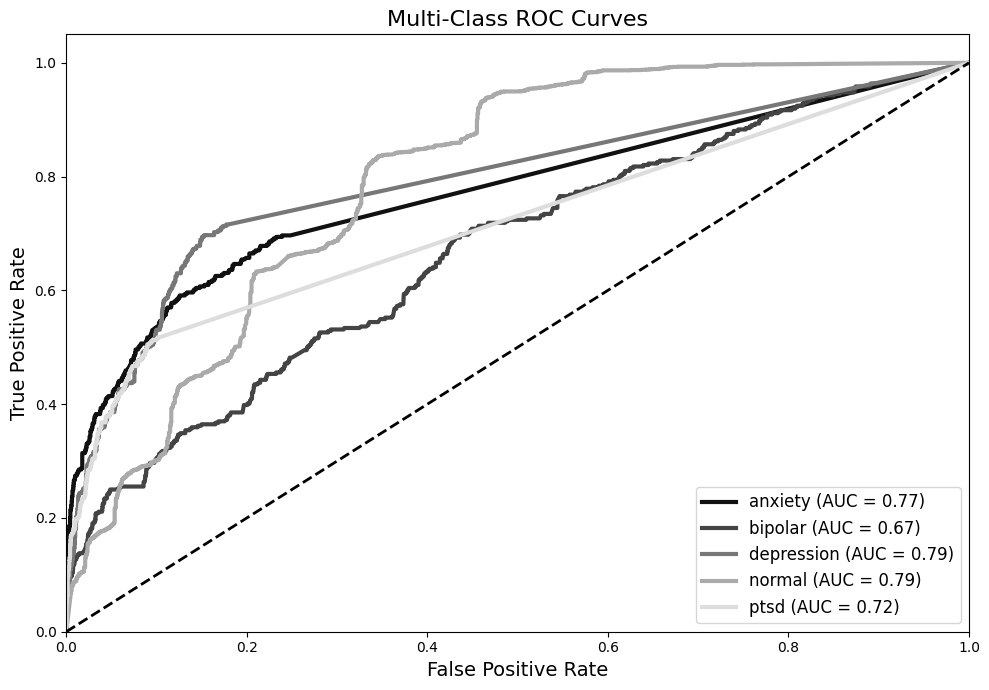 Multi-Class ROC Curves
True Positive Rate
1.0
0.8
0.6
0.4
0.2
0.0
0.0 0.2 0.4 0.6 0.8 1.0
False Positive Rate
anxiety (AUC = 0.77)
bipolar (AUC = 0.67)
depression (AUC = 0.79)
normal (AUC = 0.79)
ptsd (AUC = 0.72)